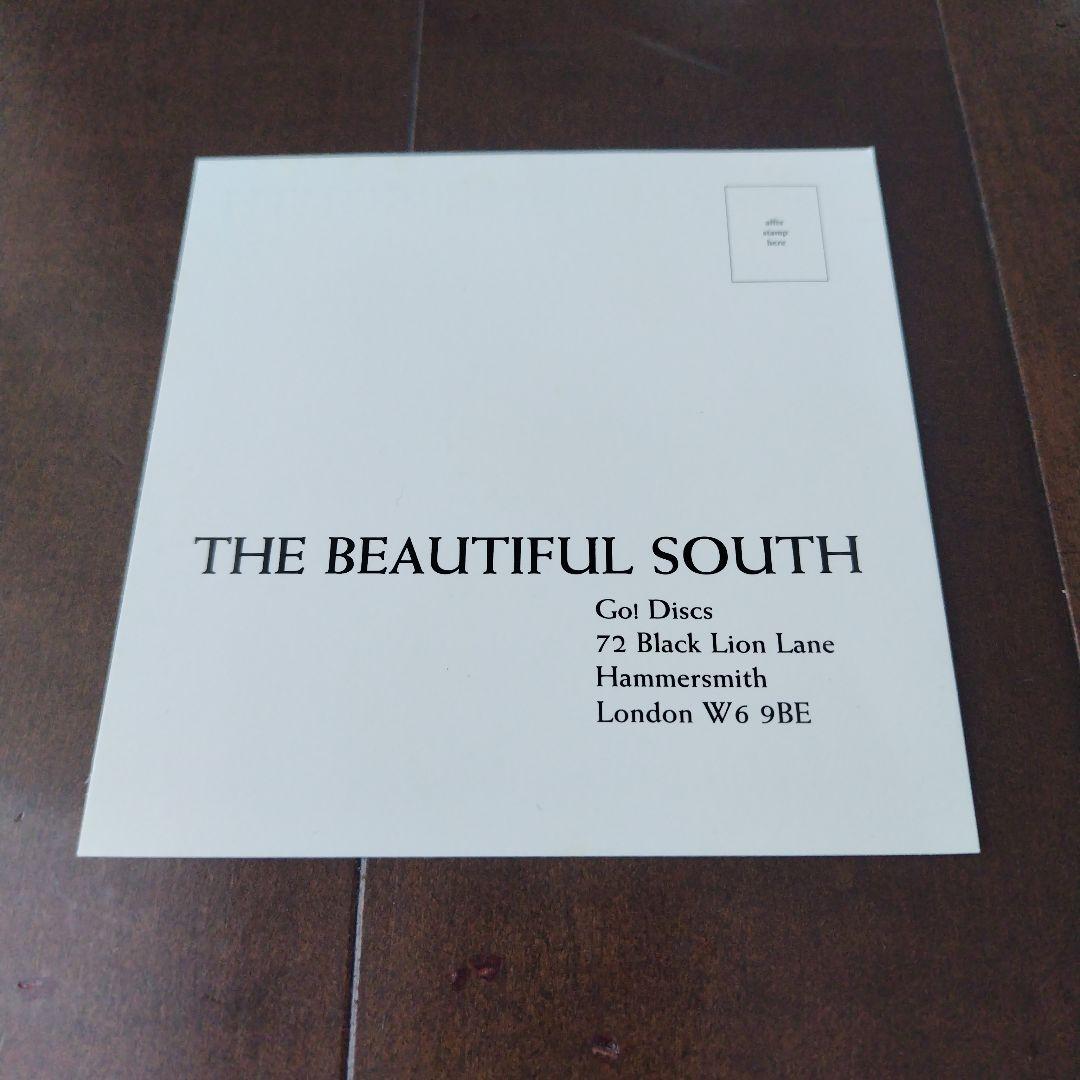 affix
stamp
here
THE BEAUTIFUL SOUTH
Go! Discs
72 Black Lion Lane
Hammersmith
London W6 9BE